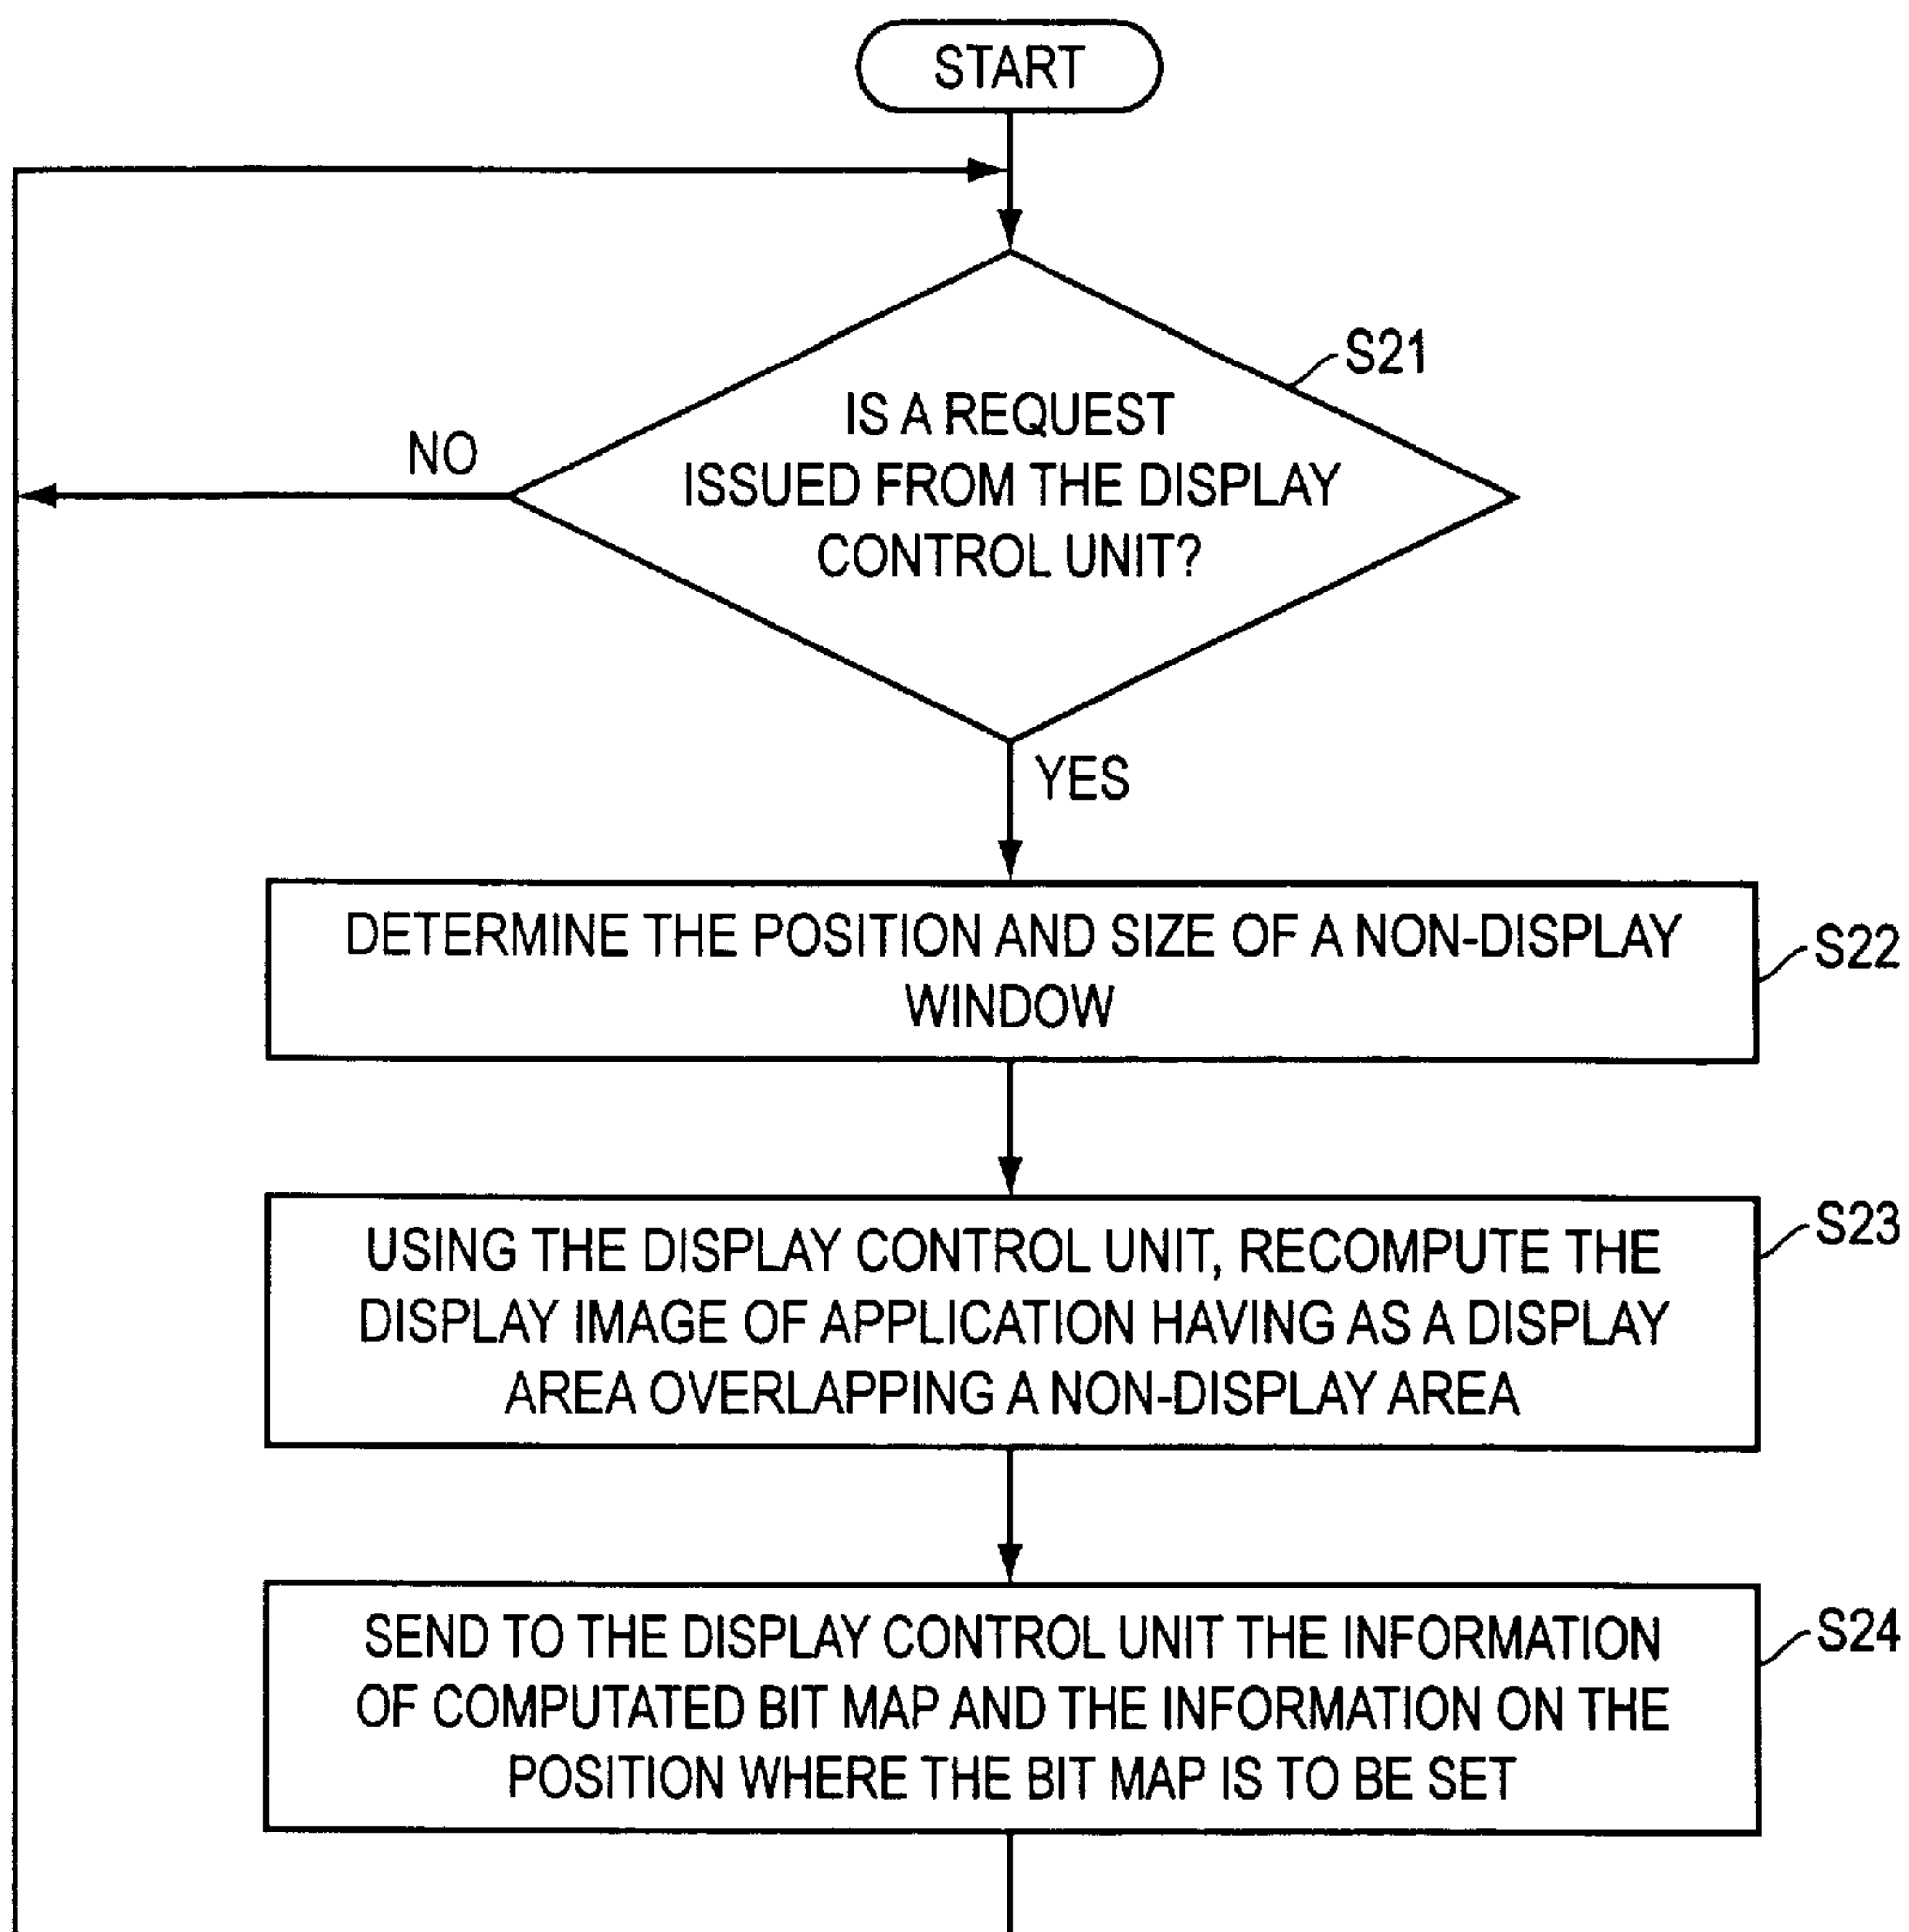 START
S21
IS A REQUEST
ISSUED FROM THE DISPLAY
CONTROL UNIT?
NO
YES
DETERMINE THE POSITION AND SIZE OF A NON-DISPLAY
WINDOW
S22
USING THE DISPLAY CONTROL UNIT, RECOMPUTE THE
DISPLAY IMAGE OF APPLICATION HAVING AS A DISPLAY
AREA OVERLAPPING A NON-DISPLAY AREA
S23
SEND TO THE DISPLAY CONTROL UNIT THE INFORMATION
OF COMPUTATED BIT MAP AND THE INFORMATION ON THE
POSITION WHERE THE BIT MAP IS TO BE SET
S24